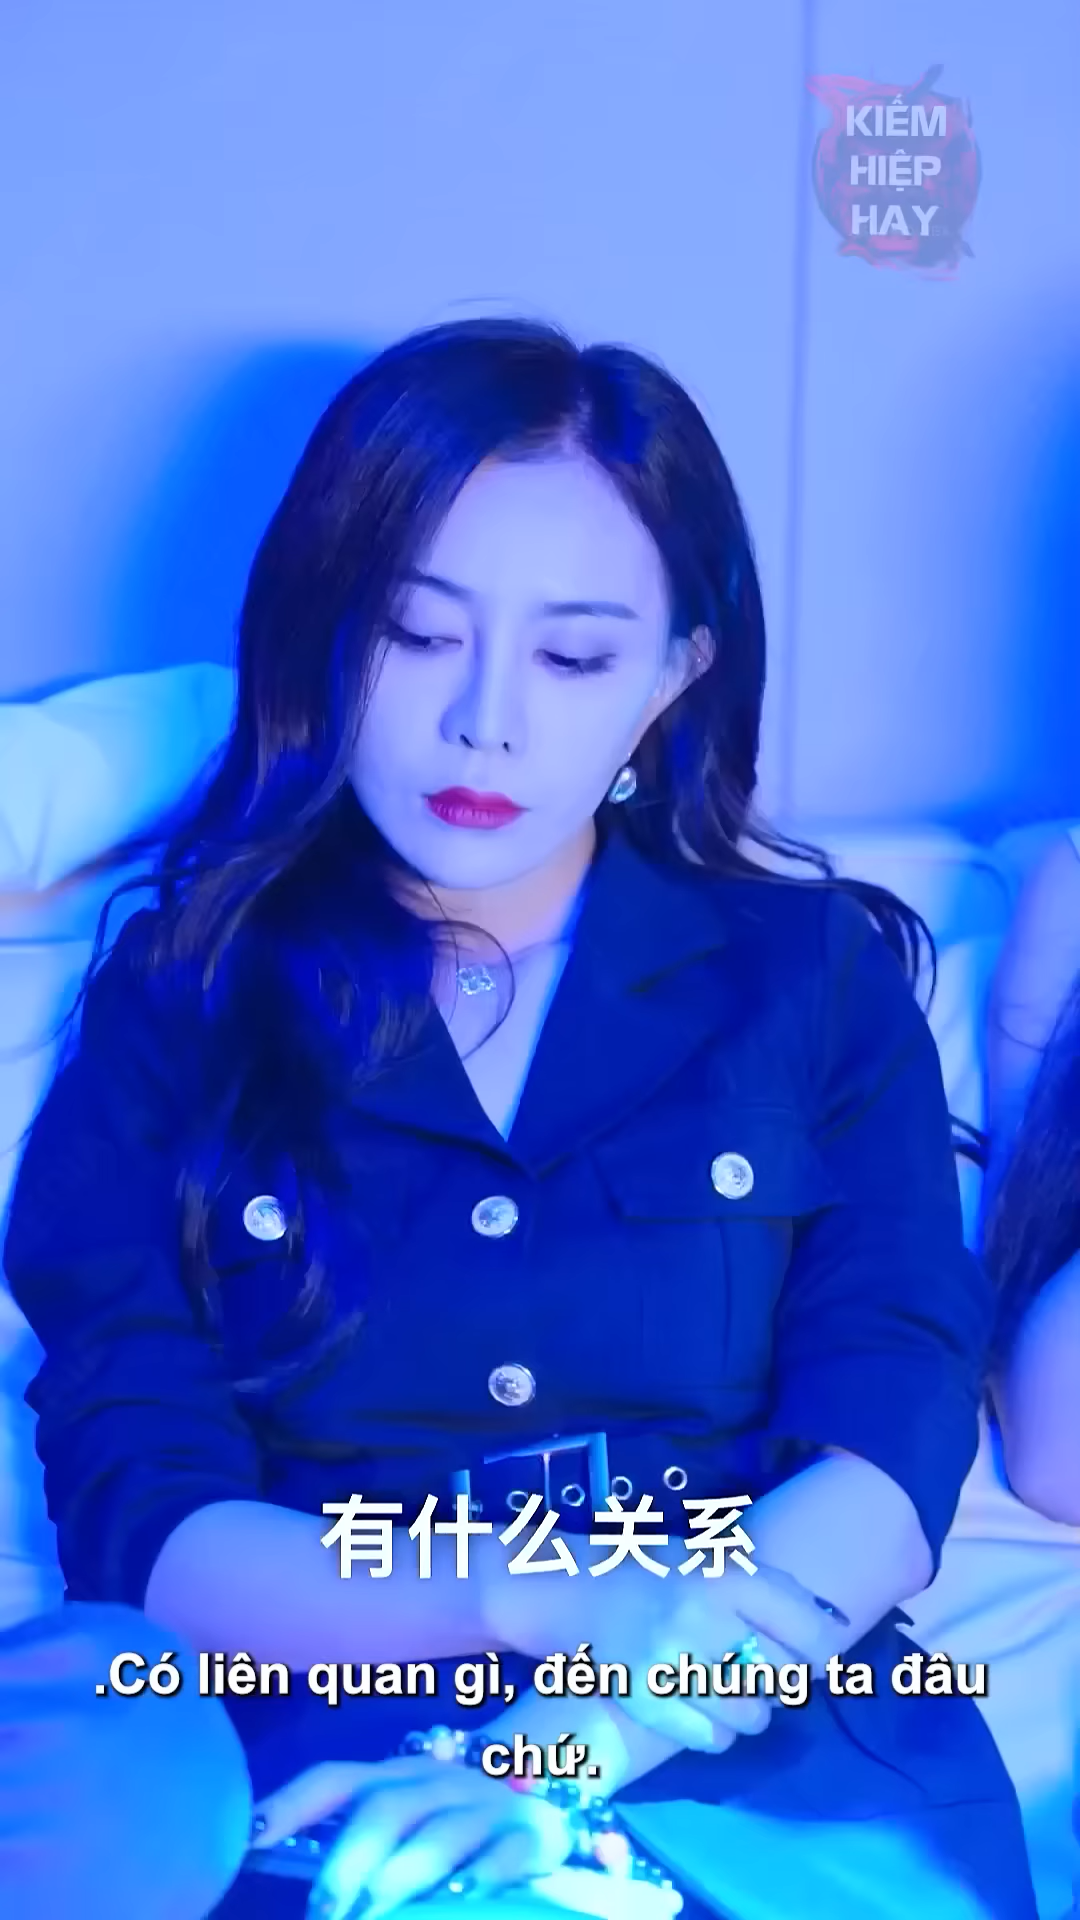 KIẾM
HIỆP
HAY
有什么关系
.Có liên quan gì, đến chúng ta đâu
chứ.